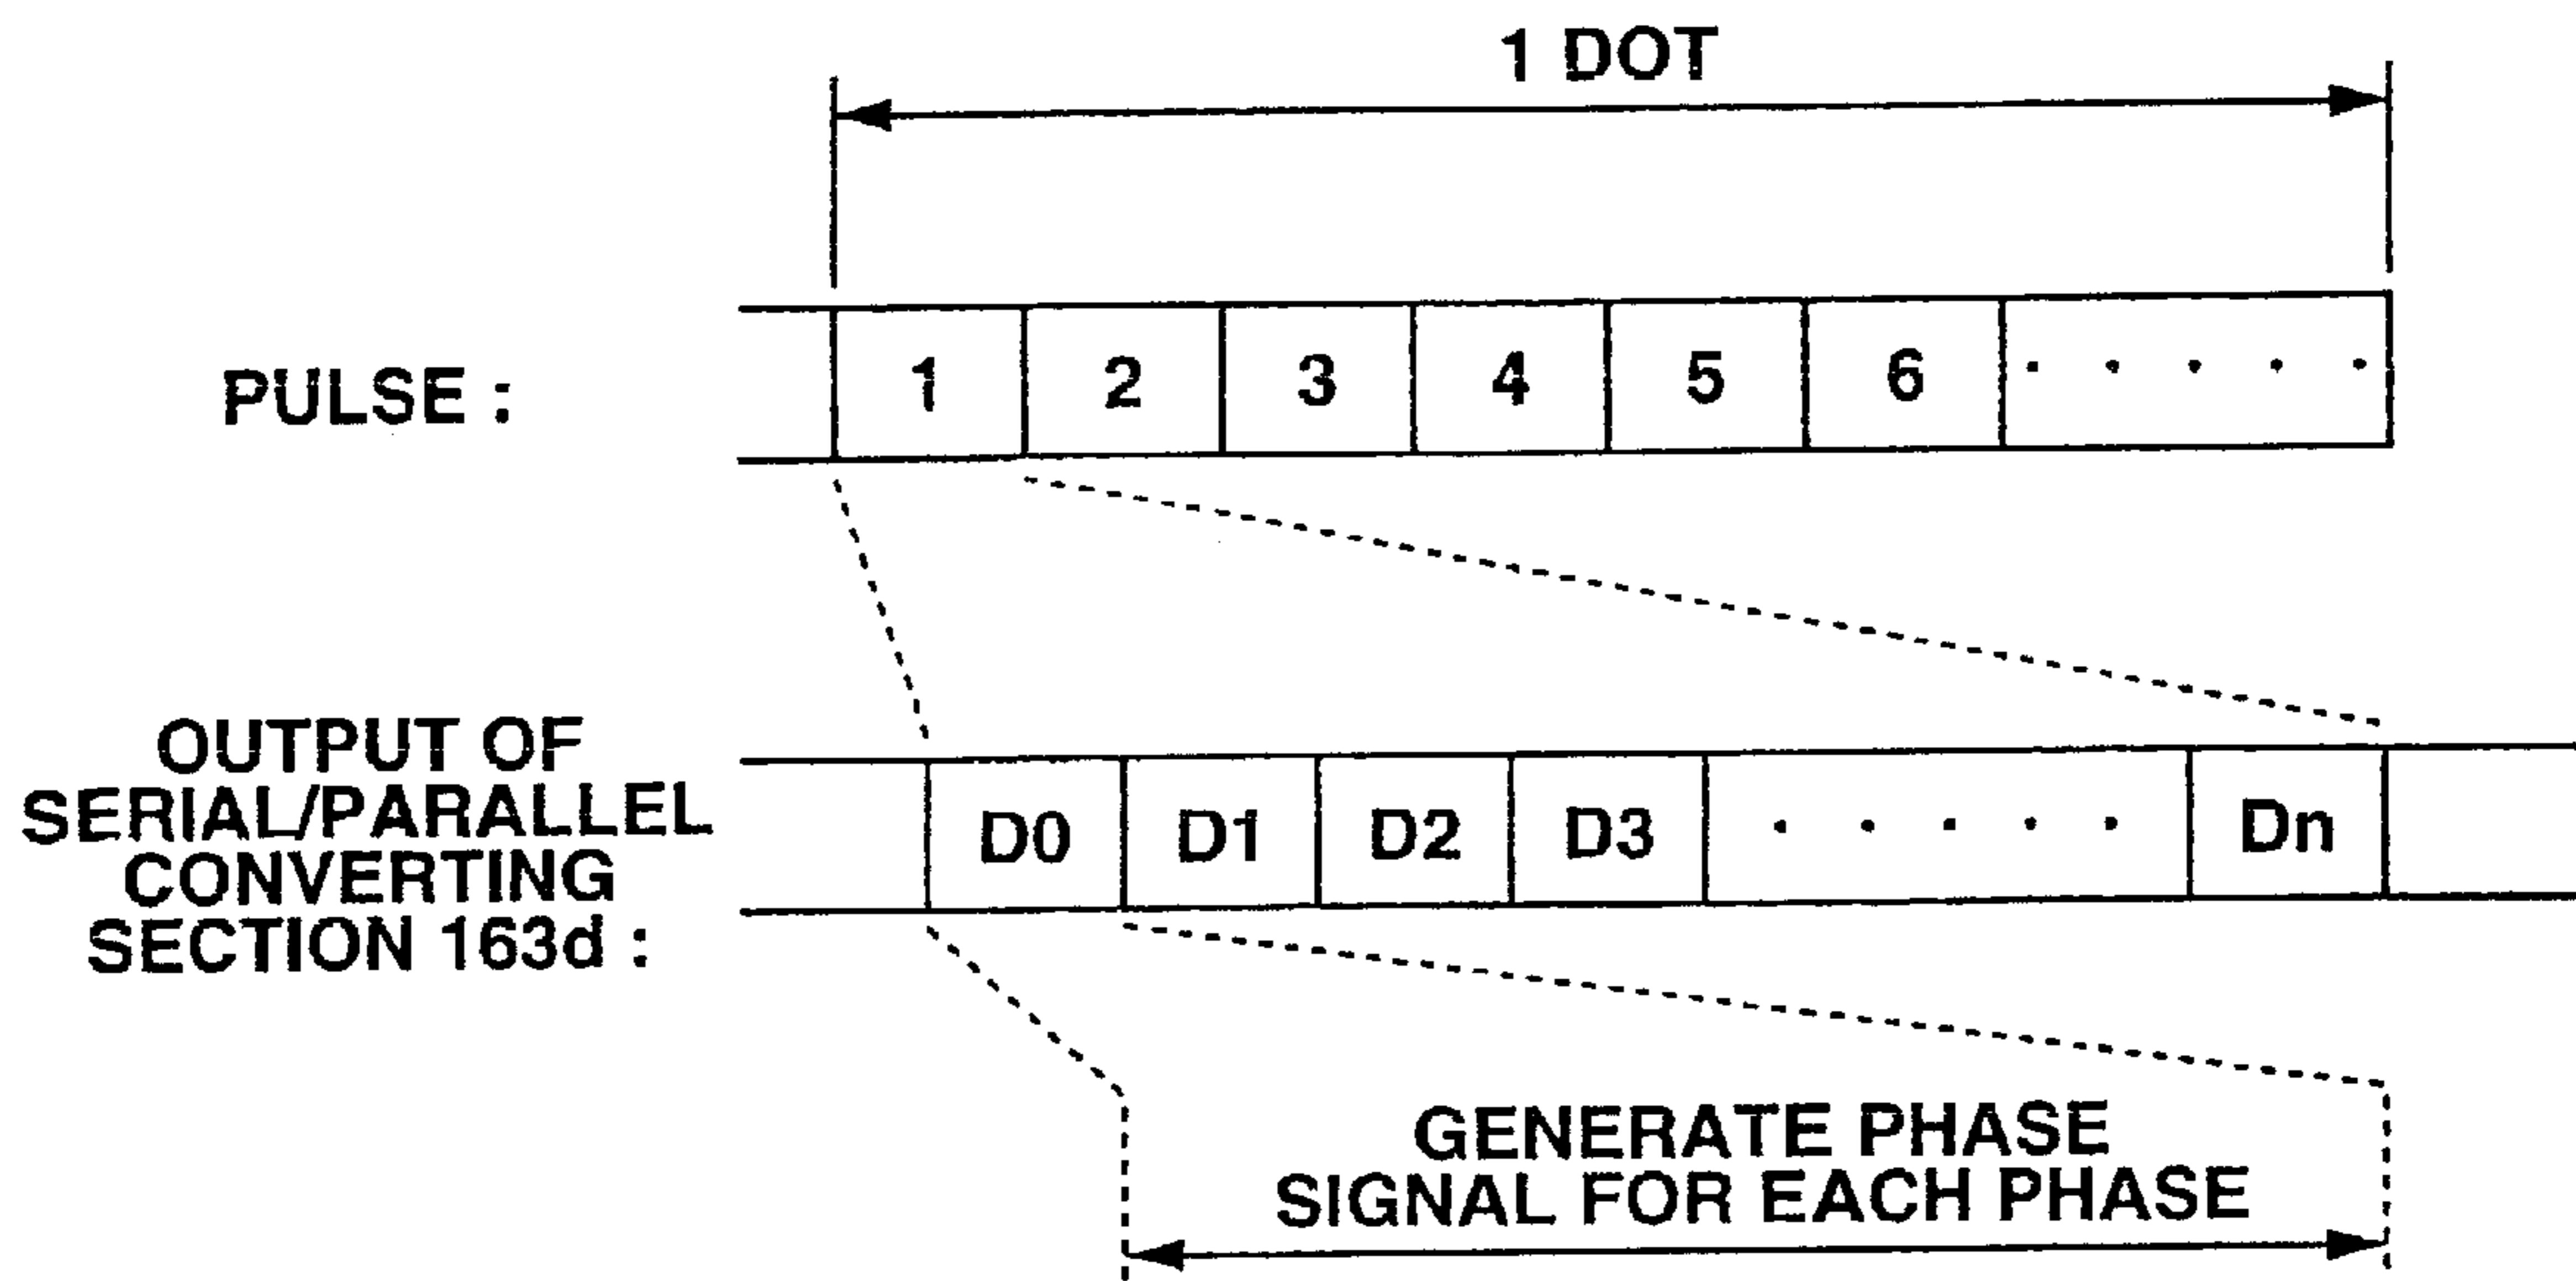 1 DOT
PULSE : 1 2 3 4 5 6 · · · · ·
OUTPUT OF
SERIAL/PARALLEL
CONVERTING
SECTION 163d :
D0 D1 D2 D3 · · · · · Dn
GENERATE PHASE
SIGNAL FOR EACH PHASE